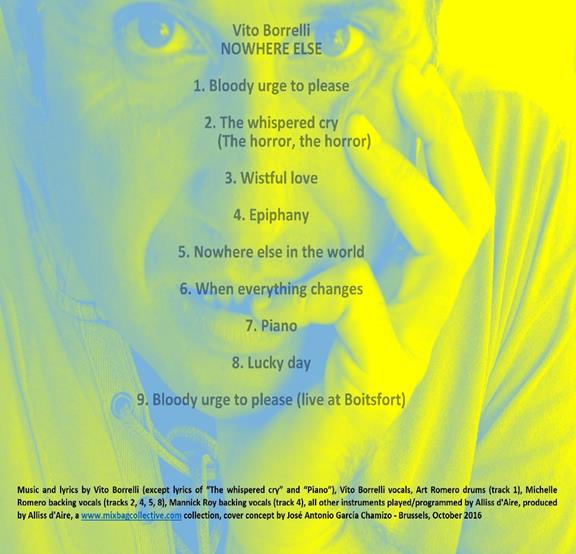 Vito Borrelli
NOWHERE ELSE
1. Bloody urge to please
2. The whispered cry
(The horror, the horror)
3. Wistful love
4. Epiphany
5. Nowhere else in the world
6. When everything changes
7. Piano
8. Lucky day
9. Bloody urge to please (live at Boitsfort)
Music and lyrics by Vito Borrelli (except lyrics of “The whispered cry” and “Piano”), Vito Borrelli vocals, Art Romero drums (track 1), Michelle
Romero backing vocals (tracks 2, 4, 5, 8), Mannick Roy backing vocals (track 4), all other instruments played/programmed by Alliss d'Aire, produced
by Alliss d'Aire, a www.mixbagcollective.com collection, cover concept by José Antonio García Chamizo - Brussels, October 2016